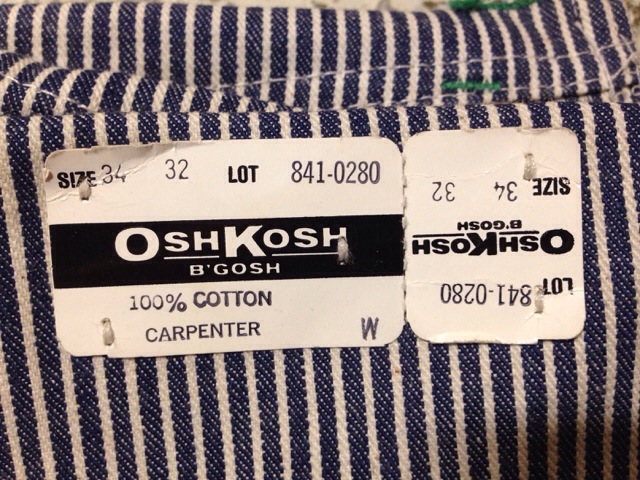 SIZE 34 32 LOT 841-0280
OSHKOSH
B'GOSH
100% COTTON
CARPENTER W
SIZE 34 32
OSHKOSH
B'GOSH
LOT 841-0280